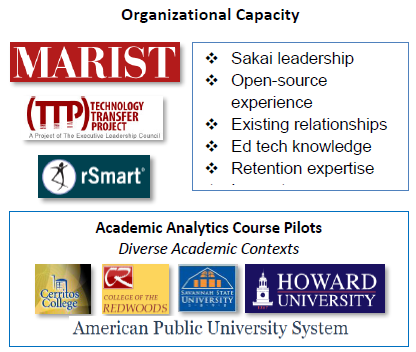 Organizational Capacity
MARIST
(TTP) TECHNOLOGY
TRANSFER
PROJECT
A Project of The Executive Leadership Council
rSmart
❖ Sakai leadership
❖ Open-source
experience
❖ Existing relationships
❖ Ed tech knowledge
❖ Retention expertise
Academic Analytics Course Pilots
Diverse Academic Contexts
Cerritos
College
CR
COLLEGE OF THE
REDWOODS
SAVANNAH STATE
UNIVERSITY
HOWARD
UNIVERSITY
American Public University System